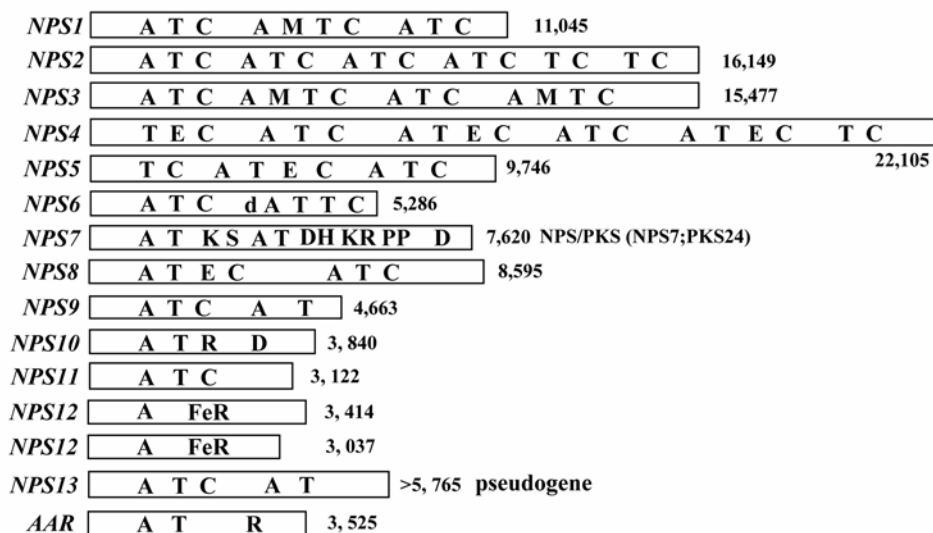 NPS1 A T C A M T C A T C 11,045
NPS2 A T C A T C A T C A T C T C T C 16,149
NPS3 A T C A M T C A T C A M T C 15,477
NPS4 T E C A T C A T E C A T C A T E C T C
22,105
NPS5 T C A T E C A T C 9,746
NPS6 A T C d A T T C 5,286
NPS7 A T K S A T DH KR PP D 7,620 NPS/PKS (NPS7;PKS24)
NPS8 A T E C A T C 8,595
NPS9 A T C A T 4,663
NPS10 A T R D 3, 840
NPS11 A T C 3, 122
NPS12 A FeR 3, 414
NPS12 A FeR 3, 037
NPS13 A T C A T >5, 765 pseudogene
AAR A T R 3, 525